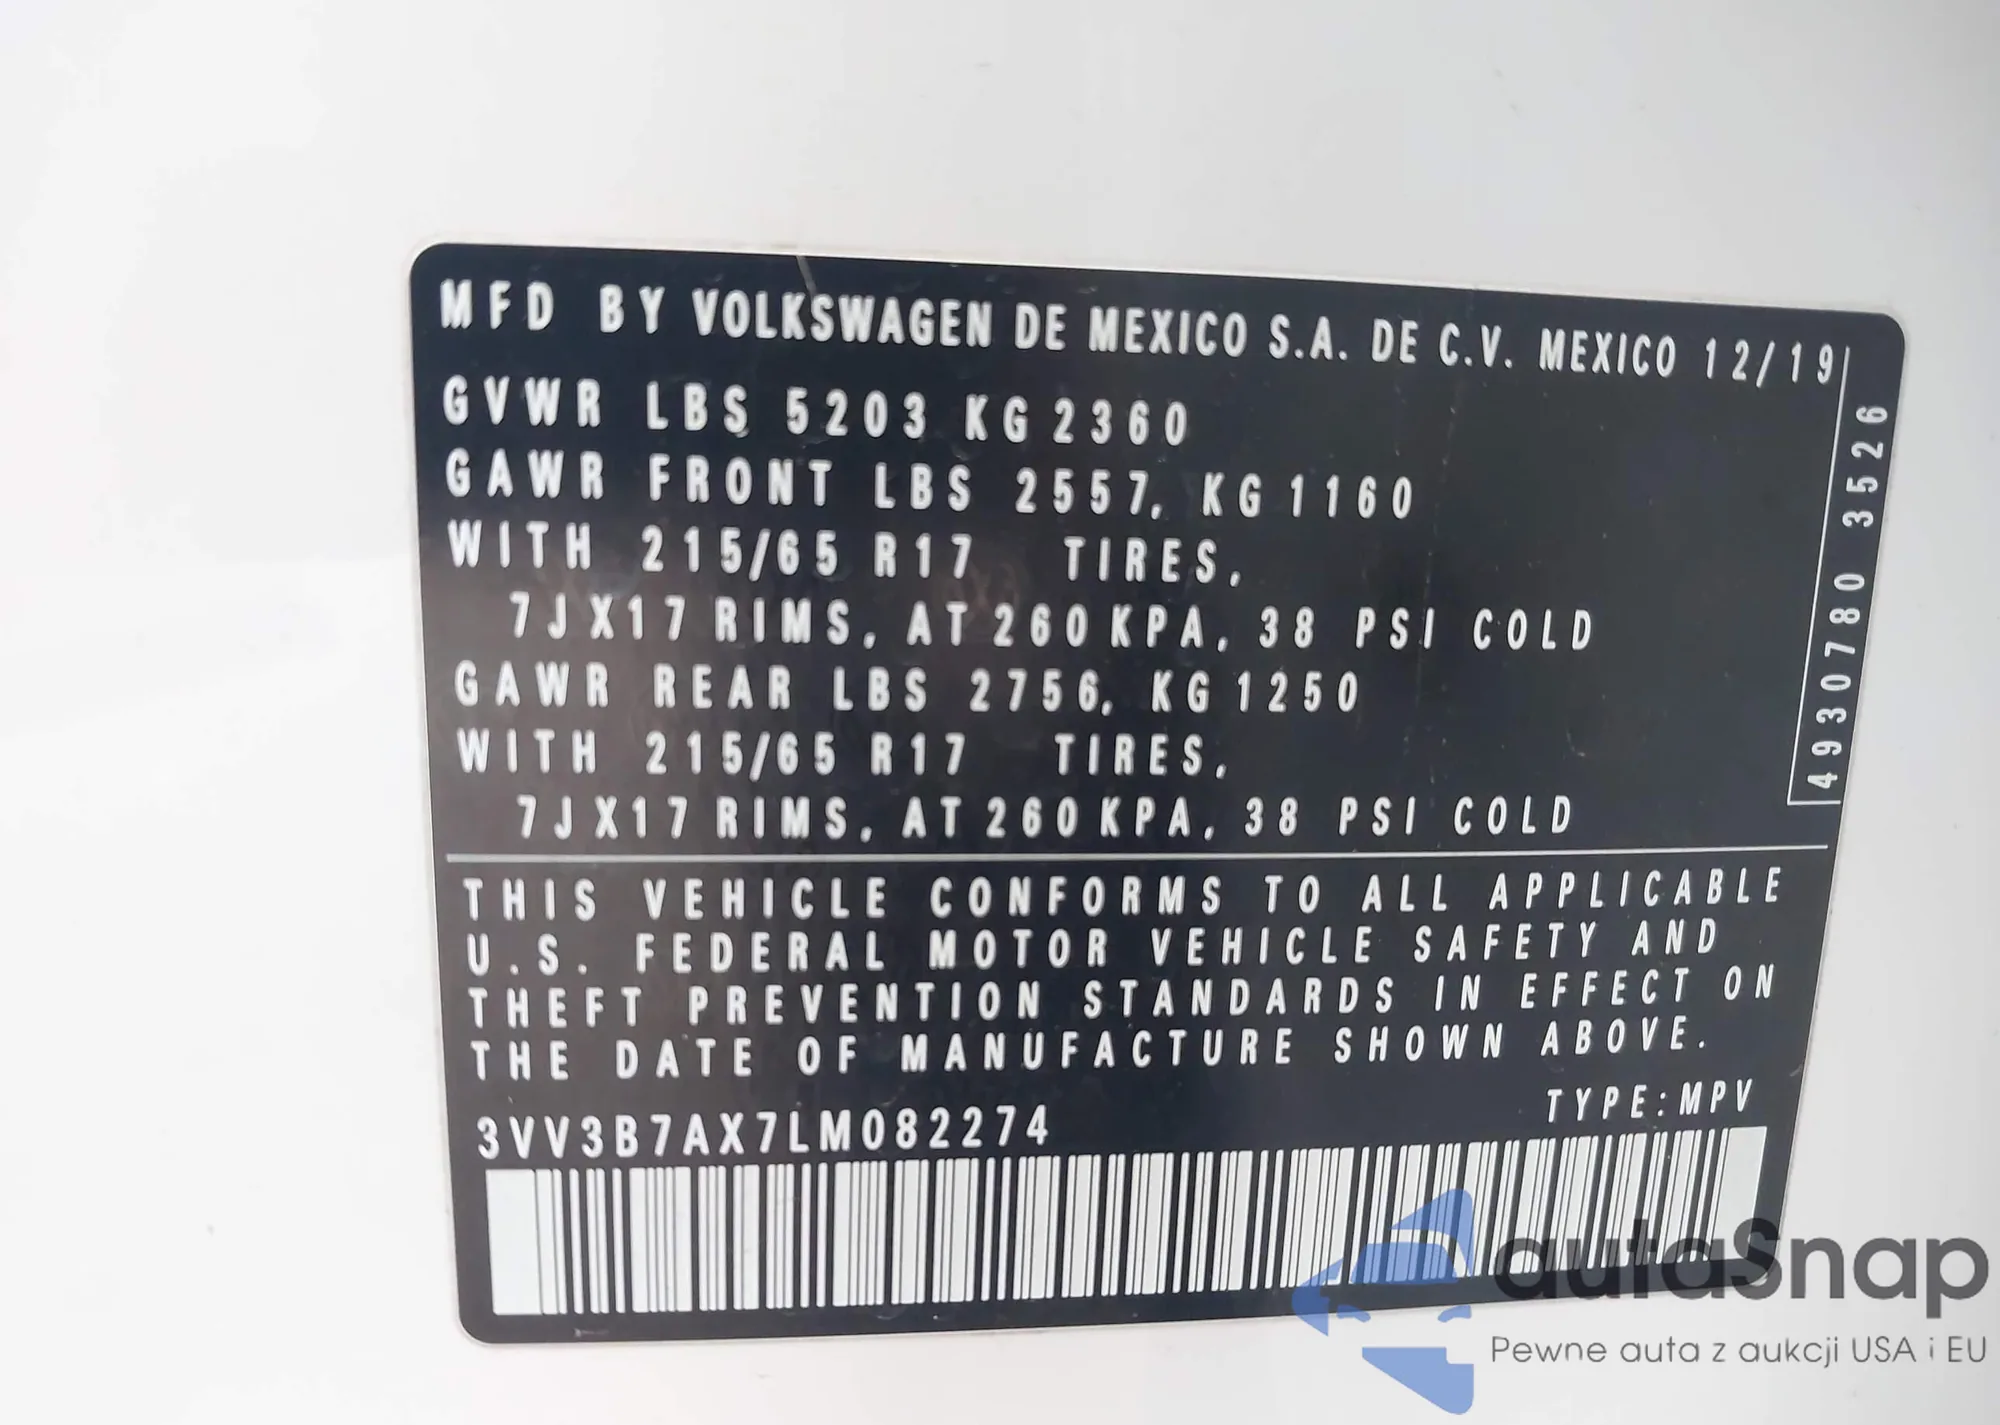 MFD BY VOLKSWAGEN DE MEXICO S.A. DE C.V. MEXICO 12/19
GVWR LBS 5203 KG 2360
GAWR FRONT LBS 2557, KG 1160
WITH 215/65 R17 TIRES,
7JX17 RIMS, AT 260 KPA, 38 PSI COLD
GAWR REAR LBS 2756, KG 1250
WITH 215/65 R17 TIRES,
7JX17 RIMS, AT 260 KPA, 38 PSI COLD
4930780 3526
THIS VEHICLE CONFORMS TO ALL APPLICABLE
U.S. FEDERAL MOTOR VEHICLE SAFETY AND
THEFT PREVENTION STANDARDS IN EFFECT ON
THE DATE OF MANUFACTURE SHOWN ABOVE.
3VV3B7AX7LM082274
TYPE: MPV
autaSnap
Pewne auta z aukcji USA i EU